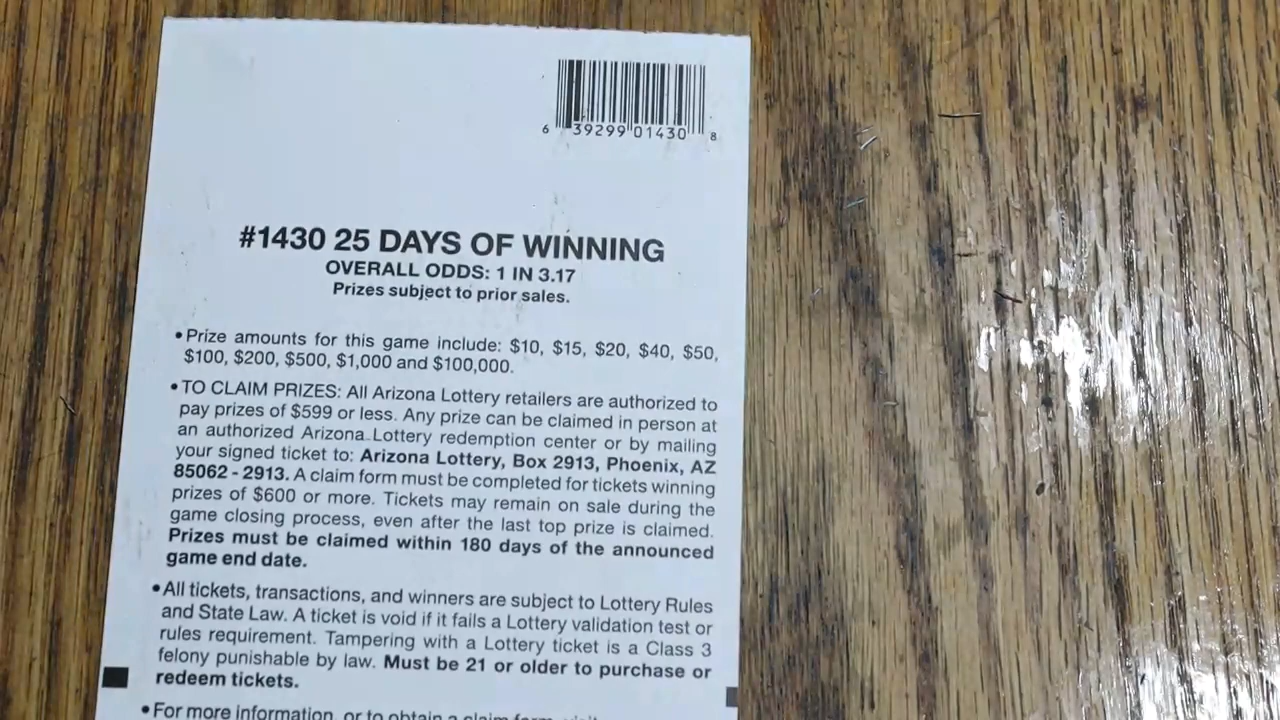 6 39299 01430 8
#1430 25 DAYS OF WINNING
OVERALL ODDS: 1 IN 3.17
Prizes subject to prior sales.
•Prize amounts for this game include: $10, $15, $20, $40, $50,
$100, $200, $500, $1,000 and $100,000.
•TO CLAIM PRIZES: All Arizona Lottery retailers are authorized to
pay prizes of $599 or less. Any prize can be claimed in person at
an authorized Arizona Lottery redemption center or by mailing
your signed ticket to: Arizona Lottery, Box 2913, Phoenix, AZ
85062 - 2913. A claim form must be completed for tickets winning
prizes of $600 or more. Tickets may remain on sale during the
game closing process, even after the last top prize is claimed.
Prizes must be claimed within 180 days of the announced
game end date.
•All tickets, transactions, and winners are subject to Lottery Rules
and State Law. A ticket is void if it fails a Lottery validation test or
rules requirement. Tampering with a Lottery ticket is a Class 3
felony punishable by law. Must be 21 or older to purchase or
redeem tickets.
•For more information, or to obtain a claim form, visit